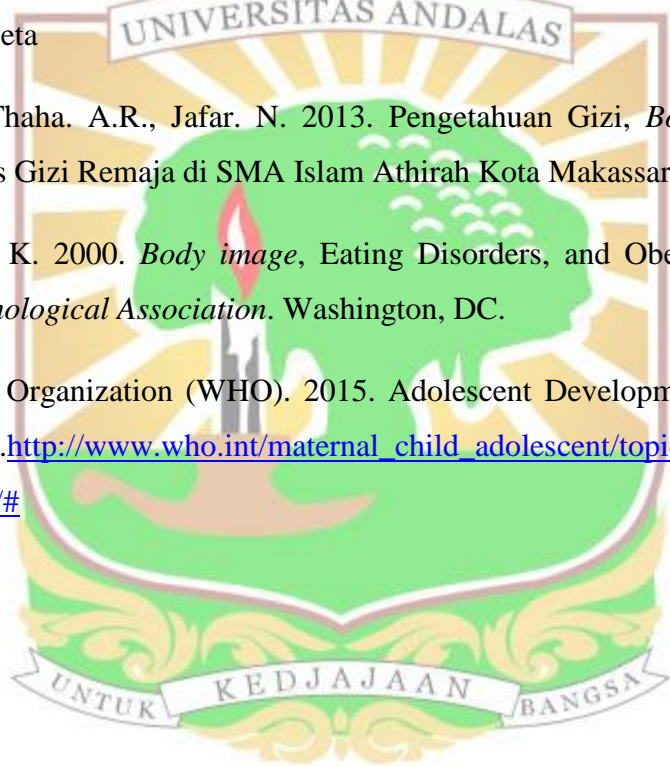 UNIVERSITAS ANDALAS
eta
Thaha. A.R., Jafar. N. 2013. Pengetahuan Gizi, Bo
s Gizi Remaja di SMA Islam Athirah Kota Makassar
K. 2000. Body image, Eating Disorders, and Obe
nological Association. Washington, DC.
Organization (WHO). 2015. Adolescent Developm
.http://www.who.int/maternal_child_adolescent/topic
/#
UNTUK KEDJAJAAN BANGSA